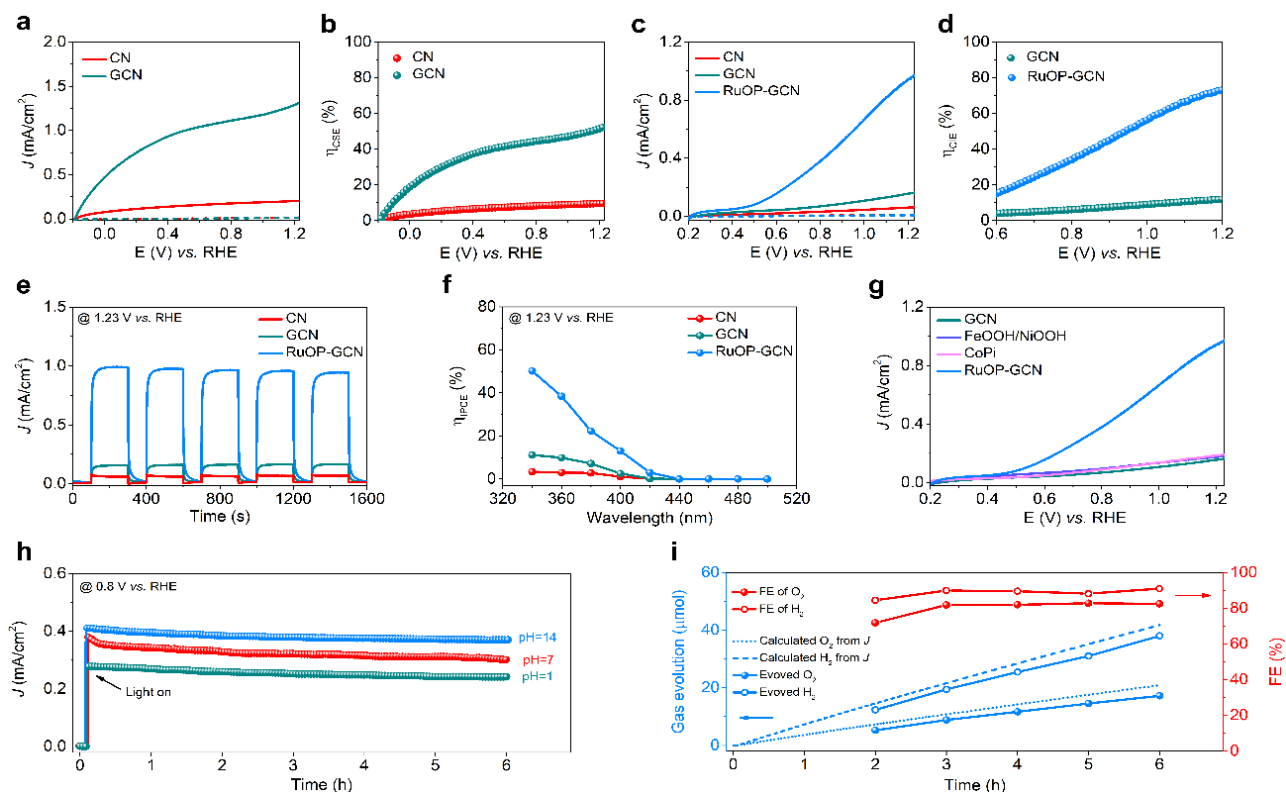 a
2.0
1.5
1.0
0.5
0.0
J (mA/cm²)
CN
GCN
0.0
0.4
0.8
1.2
E (V) vs. RHE
b
100
80
60
40
20
0
ηCSE (%)
CN
GCN
0.0
0.4
0.8
1.2
E (V) vs. RHE
c
1.2
0.8
0.4
0.0
J (mA/cm²)
CN
GCN
RuOP-GCN
0.2
0.4
0.6
0.8
1.0
1.2
E (V) vs. RHE
d
100
80
60
40
20
0
ηCIE (%)
GCN
RuOP-GCN
0.6
0.8
1.0
1.2
E (V) vs. RHE
e
1.5
1.0
0.5
0.0
J (mA/cm²)
@ 1.23 V vs. RHE
CN
GCN
RuOP-GCN
0
400
800
1200
1600
Time (s)
f
80
60
40
20
0
ηIPCE (%)
@ 1.23 V vs. RHE
CN
GCN
RuOP-GCN
320
360
400
440
480
520
Wavelength (nm)
g
1.2
0.8
0.4
0.0
J (mA/cm²)
GCN
FeOOH/NiOOH
CoPi
RuOP-GCN
0.2
0.4
0.6
0.8
1.0
1.2
E (V) vs. RHE
h
0.6
0.4
0.2
0.0
J (mA/cm²)
@ 0.8 V vs. RHE
pH=14
pH=7
pH=1
Light on
0
1
2
3
4
5
6
Time (h)
i
60
40
20
0
Gas evolution (μmol)
FE of O₂
FE of H₂
Calculated O₂ from J
Calculated H₂ from J
Evoved O₂
Evoved H₂
0
1
2
3
4
5
6
Time (h)
100
80
60
40
20
0
FE (%)